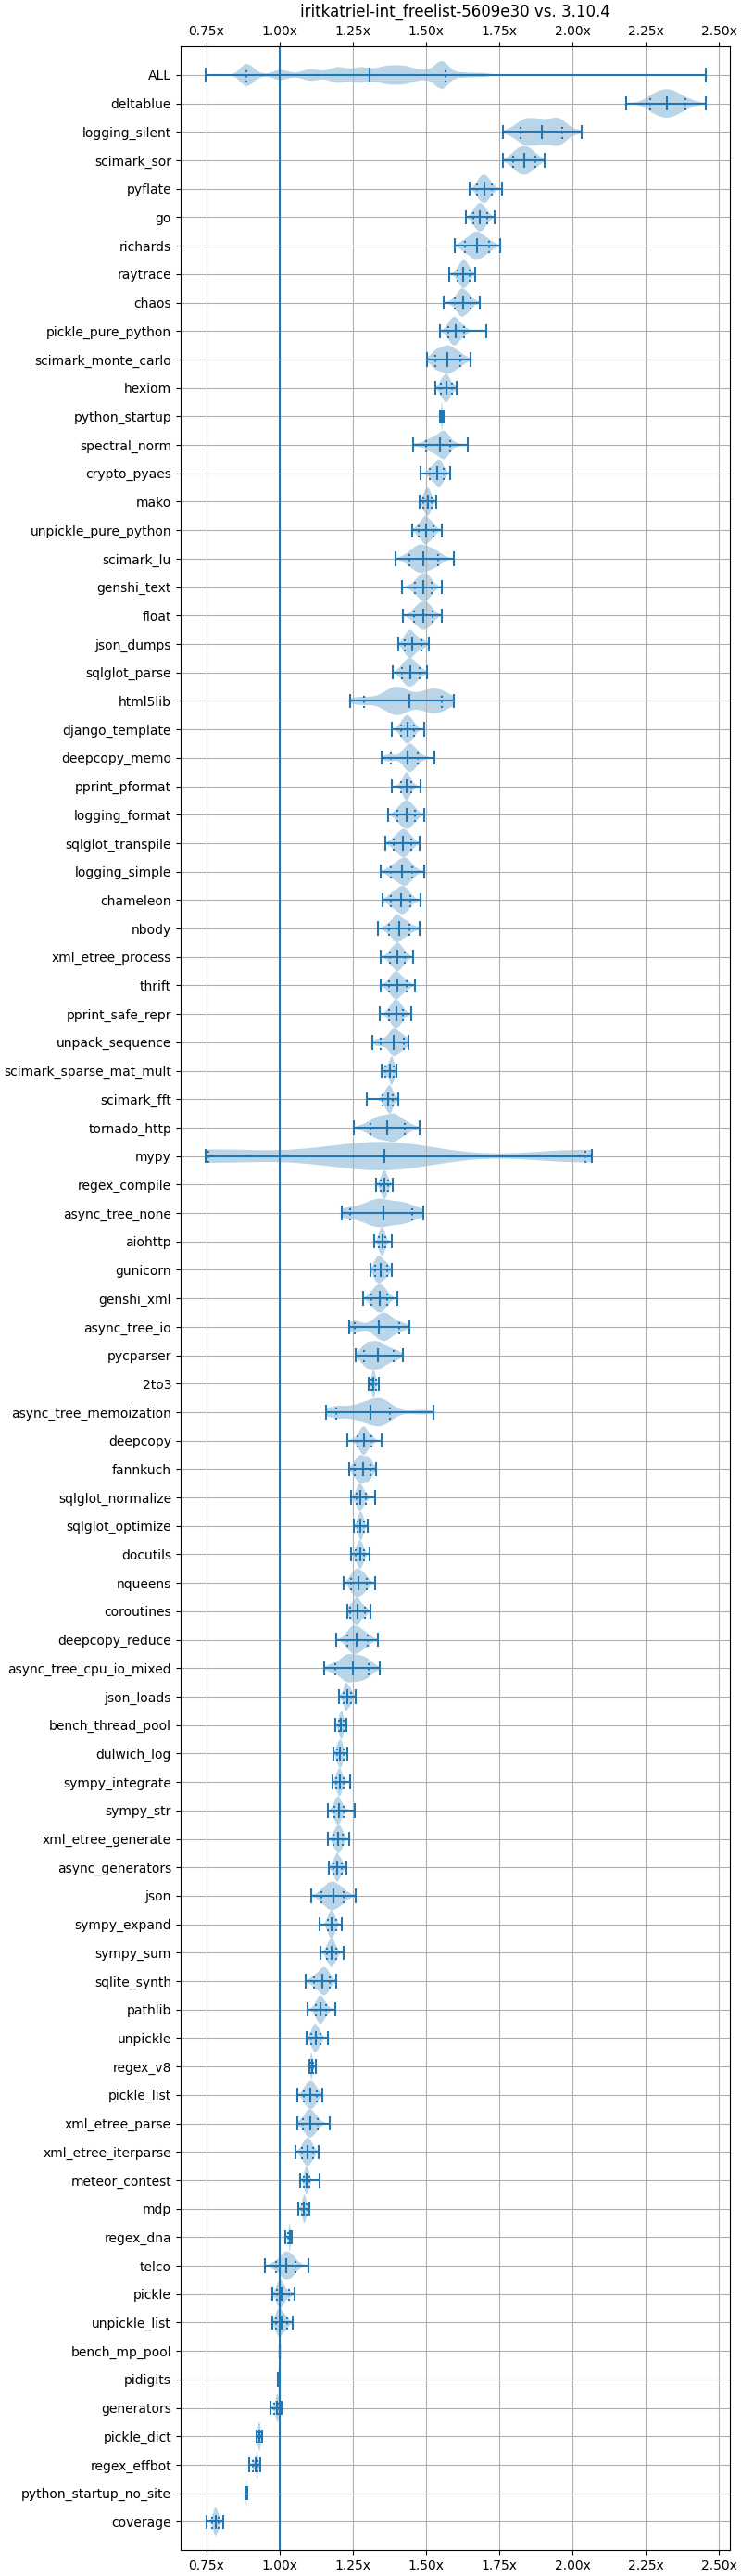 iritkatriel-int_freelist-5609e30 vs. 3.10.4
0.75x 1.00x 1.25x 1.50x 1.75x 2.00x 2.25x 2.50x
ALL
deltablue
logging_silent
scimark_sor
pyflate
go
richards
raytrace
chaos
pickle_pure_python
scimark_monte_carlo
hexiom
python_startup
spectral_norm
crypto_pyaes
mako
unpickle_pure_python
scimark_lu
genshi_text
float
json_dumps
sqlglot_parse
html5lib
django_template
deepcopy_memo
pprint_pformat
logging_format
sqlglot_transpile
logging_simple
chameleon
nbody
xml_etree_process
thrift
pprint_safe_repr
unpack_sequence
scimark_sparse_mat_mult
scimark_fft
tornado_http
mypy
regex_compile
async_tree_none
aiohttp
gunicorn
genshi_xml
async_tree_io
pycparser
2to3
async_tree_memoization
deepcopy
fannkuch
sqlglot_normalize
sqlglot_optimize
docutils
nqueens
coroutines
deepcopy_reduce
async_tree_cpu_io_mixed
json_loads
bench_thread_pool
dulwich_log
sympy_integrate
sympy_str
xml_etree_generate
async_generators
json
sympy_expand
sympy_sum
sqlite_synth
pathlib
unpickle
regex_v8
pickle_list
xml_etree_parse
xml_etree_iterparse
meteor_contest
mdp
regex_dna
telco
pickle
unpickle_list
bench_mp_pool
pidigits
generators
pickle_dict
regex_effbot
python_startup_no_site
coverage
0.75x 1.00x 1.25x 1.50x 1.75x 2.00x 2.25x 2.50x